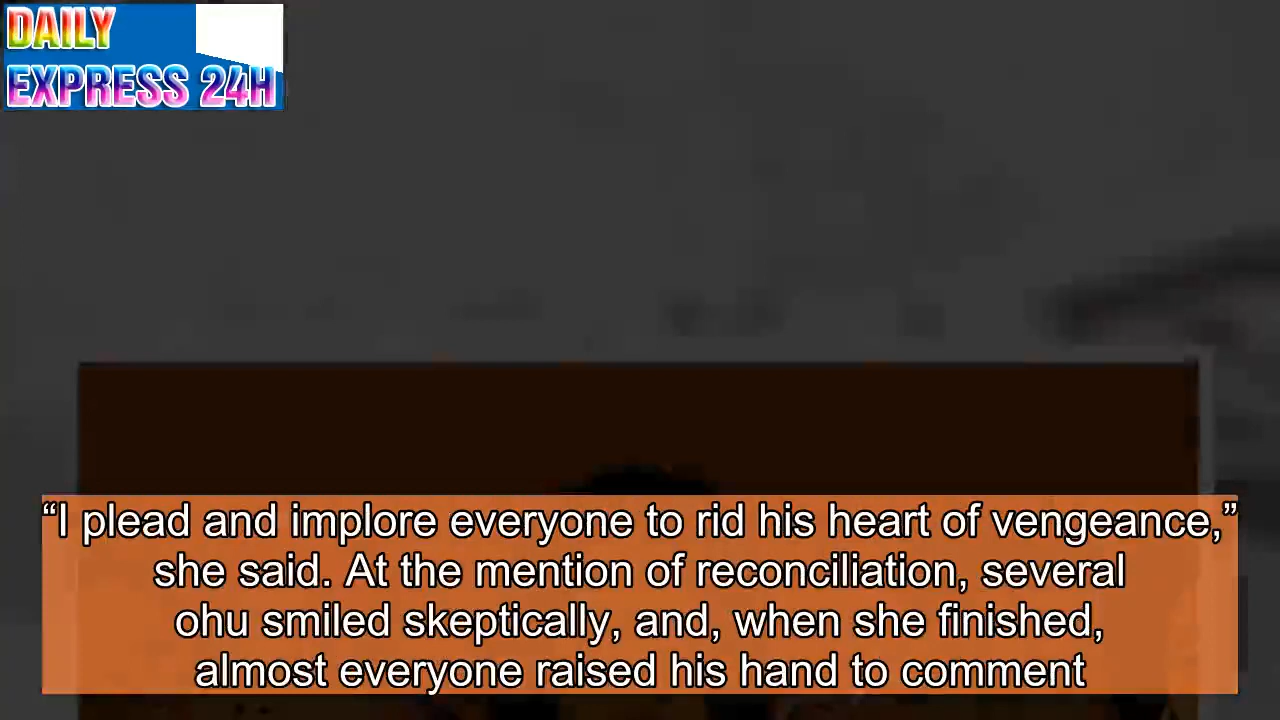 DAILY
EXPRESS 24H
“I plead and implore everyone to rid his heart of vengeance,”
she said. At the mention of reconciliation, several
ohu smiled skeptically, and, when she finished,
almost everyone raised his hand to comment